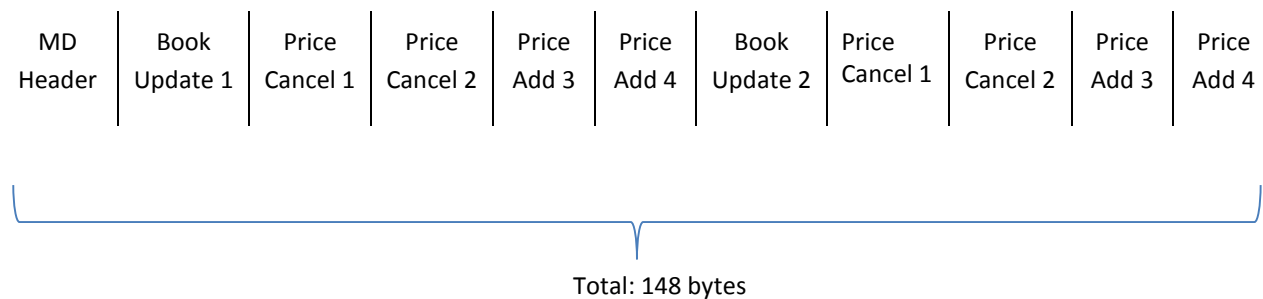 MD Book Price Price Price Price Book Price Price Price Price
Header Update 1 Cancel 1 Cancel 2 Add 3 Add 4 Update 2 Cancel 1 Cancel 2 Add 3 Add 4
Total: 148 bytes